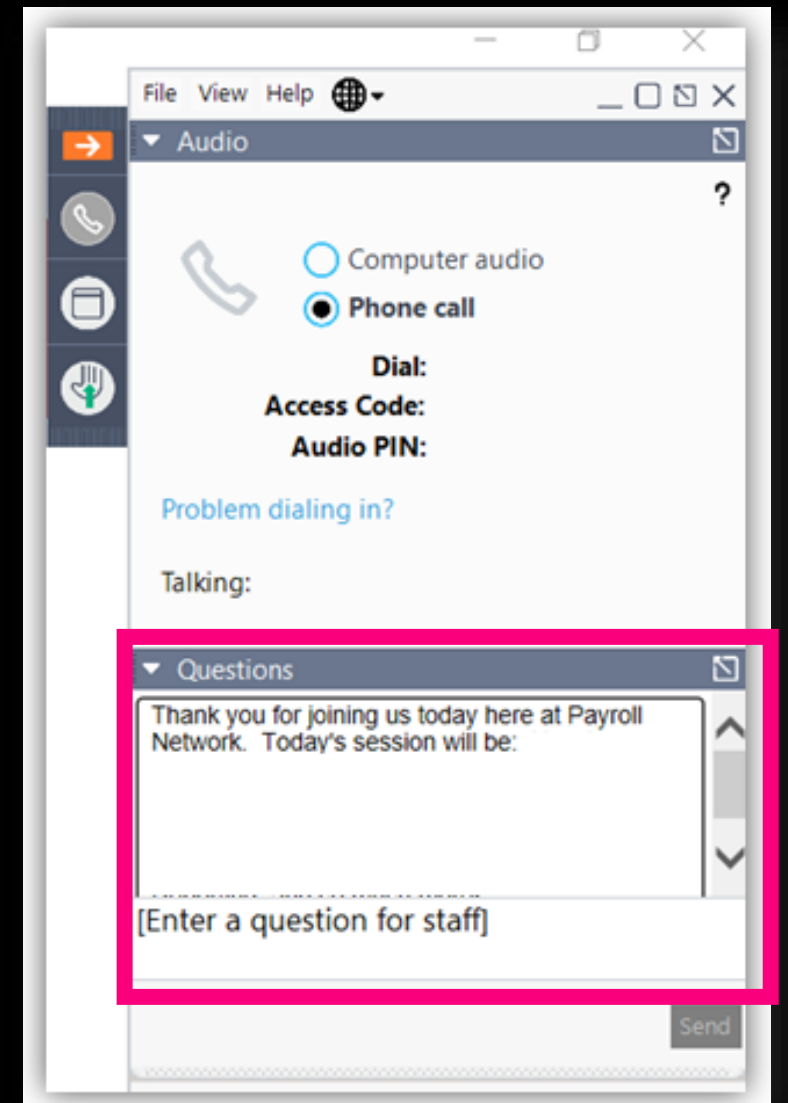 File View Help
Audio
?
Computer audio
Phone call
Dial:
Access Code:
Audio PIN:
Problem dialing in?
Talking:
Questions
Thank you for joining us today here at Payroll
Network. Today's session will be:
[Enter a question for staff]
Send